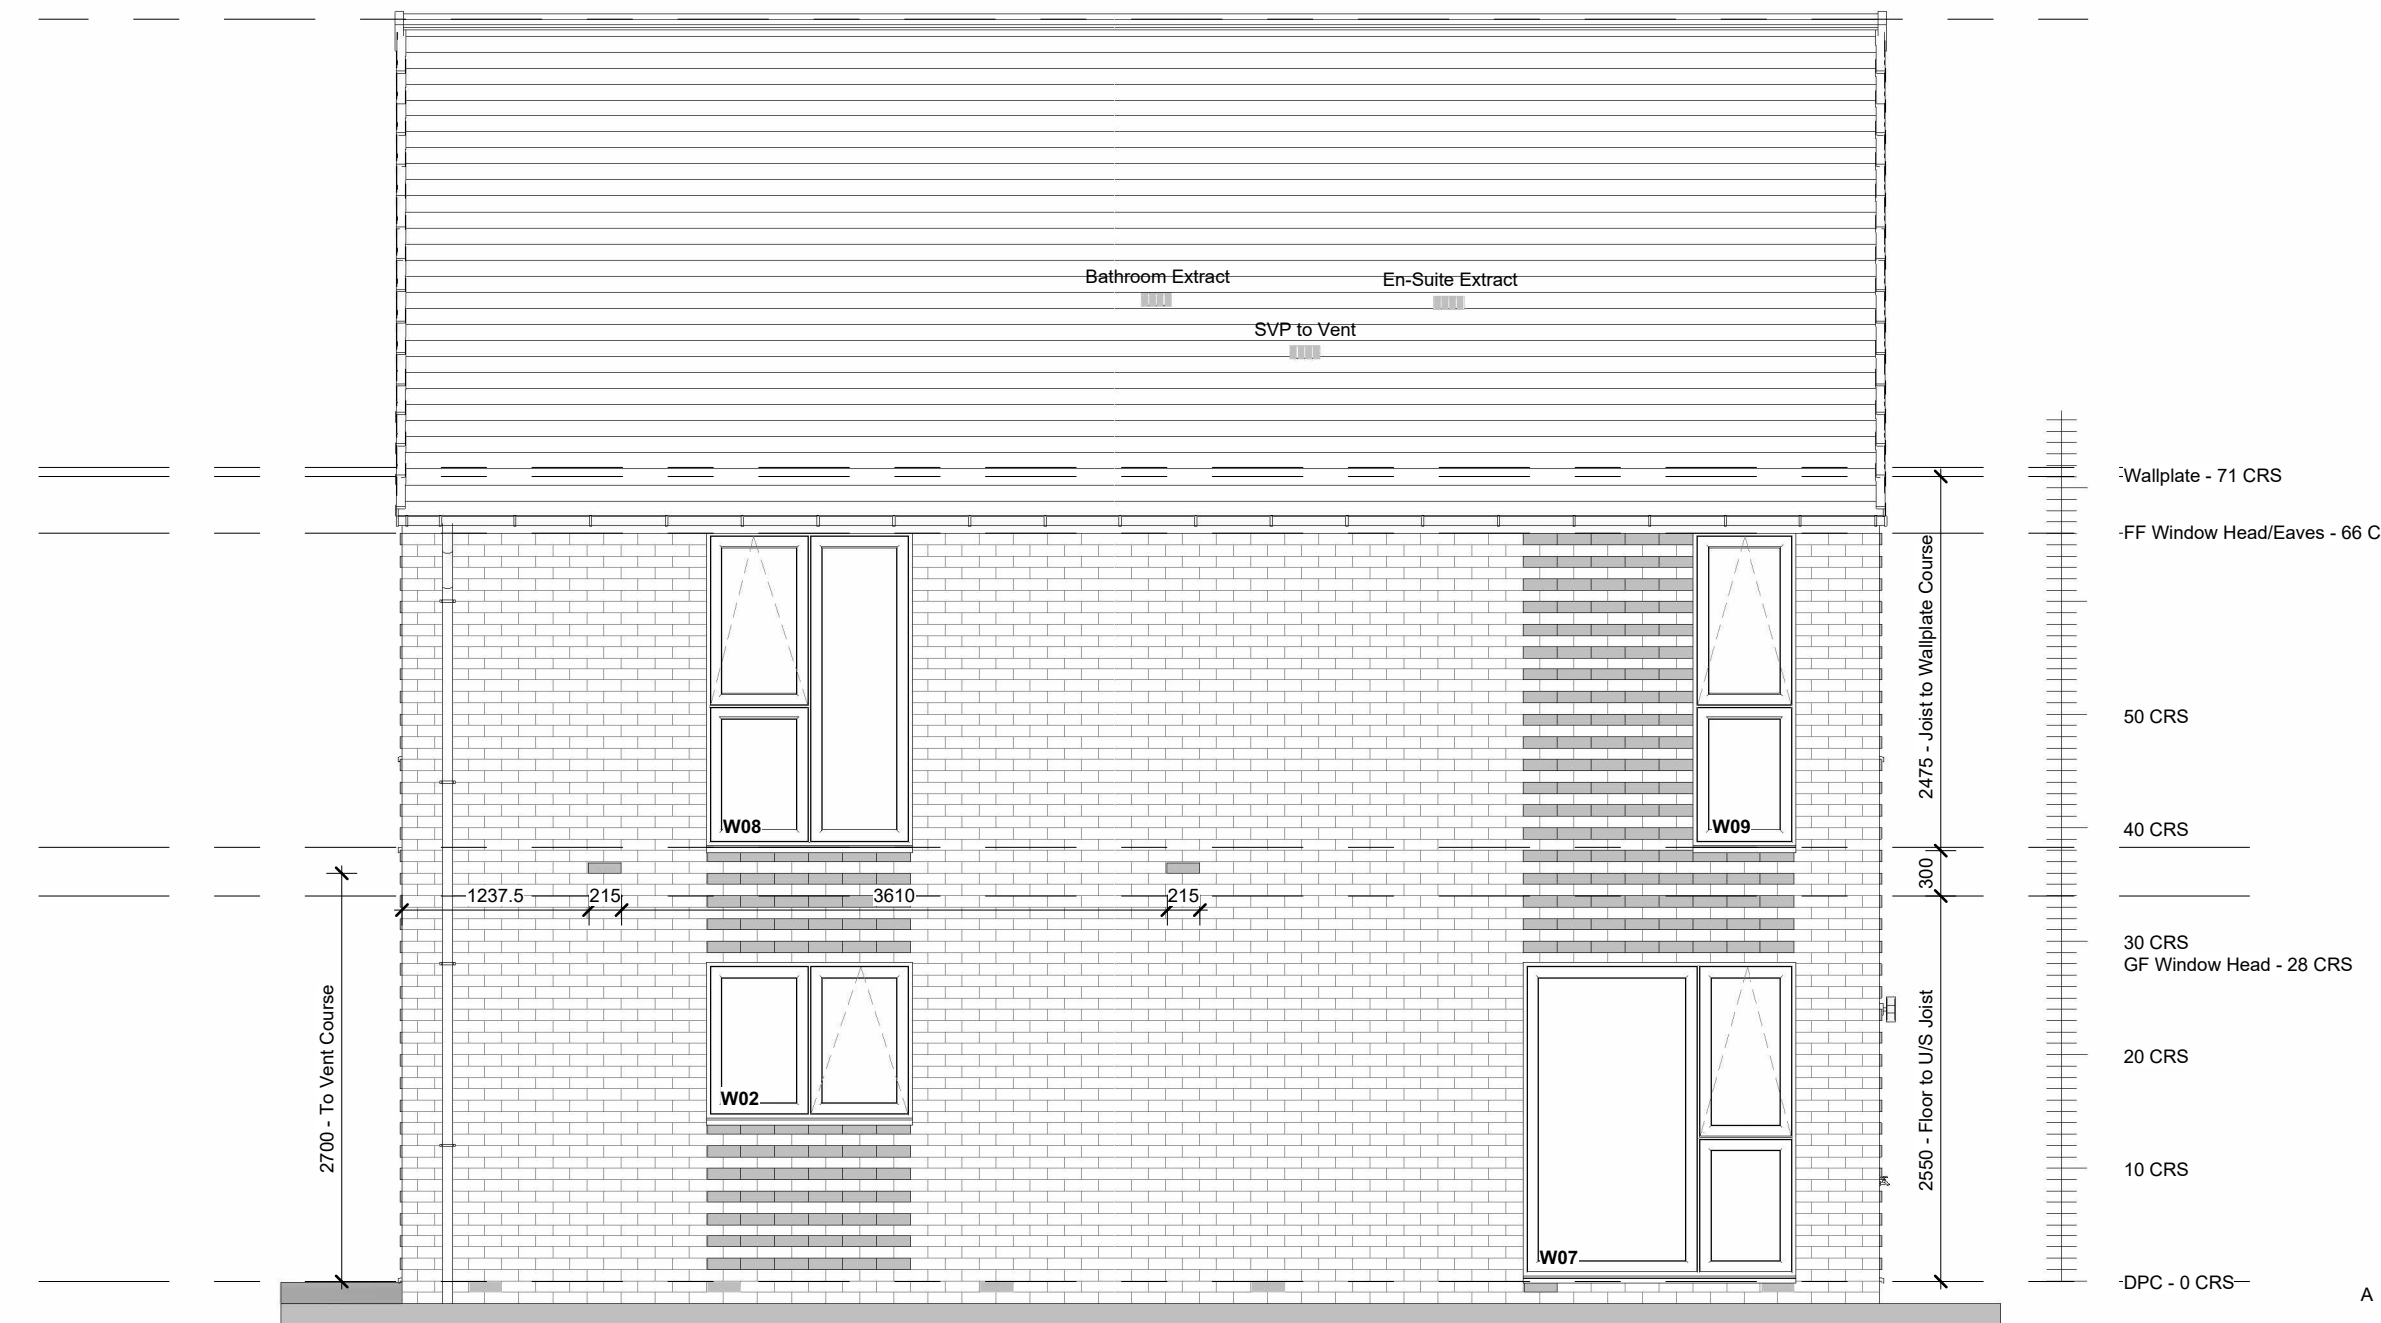 Bathroom Extract
En-Suite Extract
SVP to Vent
Wallplate - 71 CRS
FF Window Head/Eaves - 66 C
2475 - Joist to Wallplate Course
50 CRS
W08
W09
40 CRS
300
1237.5
215
3610
215
30 CRS
GF Window Head - 28 CRS
2700 - To Vent Course
2550 - Floor to U/S Joist
20 CRS
W02
10 CRS
W07
DPC - 0 CRS
A